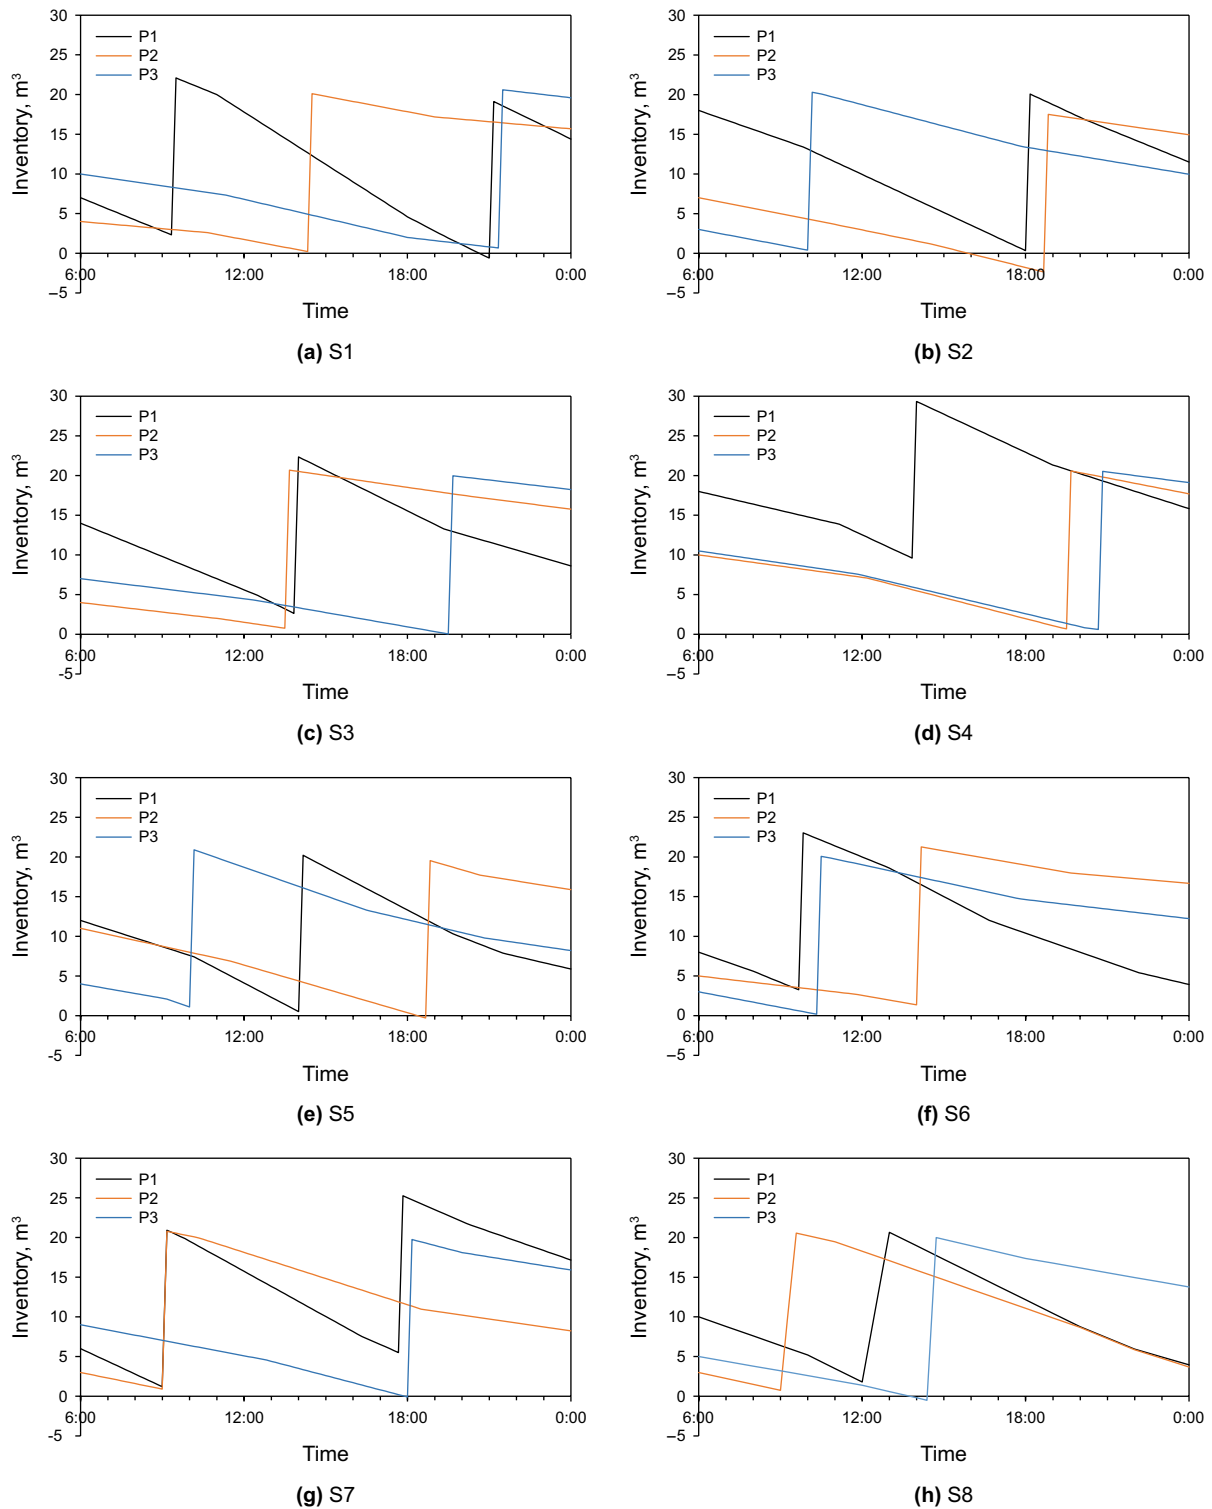 30
25
20
15
10
5
0
–5
Inventory, m³
P1
P2
P3
6:00 12:00 18:00 0:00
Time
(a) S1
30
25
20
15
10
5
0
–5
Inventory, m³
P1
P2
P3
6:00 12:00 18:00 0:00
Time
(b) S2
30
25
20
15
10
5
0
-5
Inventory, m³
P1
P2
P3
6:00 12:00 18:00 0:00
Time
(c) S3
30
25
20
15
10
5
0
–5
Inventory, m³
P1
P2
P3
6:00 12:00 18:00 0:00
Time
(d) S4
30
25
20
15
10
5
0
-5
Inventory, m³
P1
P2
P3
6:00 12:00 18:00 0:00
Time
(e) S5
30
25
20
15
10
5
0
–5
Inventory, m³
P1
P2
P3
6:00 12:00 18:00 0:00
Time
(f) S6
30
25
20
15
10
5
0
-5
Inventory, m³
P1
P2
P3
6:00 12:00 18:00 0:00
Time
(g) S7
30
25
20
15
10
5
0
–5
Inventory, m³
P1
P2
P3
6:00 12:00 18:00 0:00
Time
(h) S8